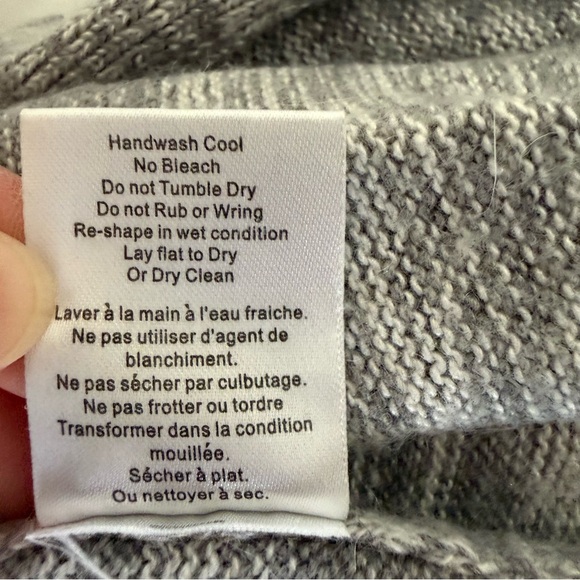 Handwash Cool
No Bleach
Do not Tumble Dry
Do not Rub or Wring
Re-shape in wet condition
Lay flat to Dry
Or Dry Clean
Laver à la main à l'eau fraiche.
Ne pas utiliser d'agent de
blanchiment.
Ne pas sécher par culbutage.
Ne pas frotter ou tordre
Transformer dans la condition
mouillée.
Sécher à plat.
Ou nettoyer à sec.